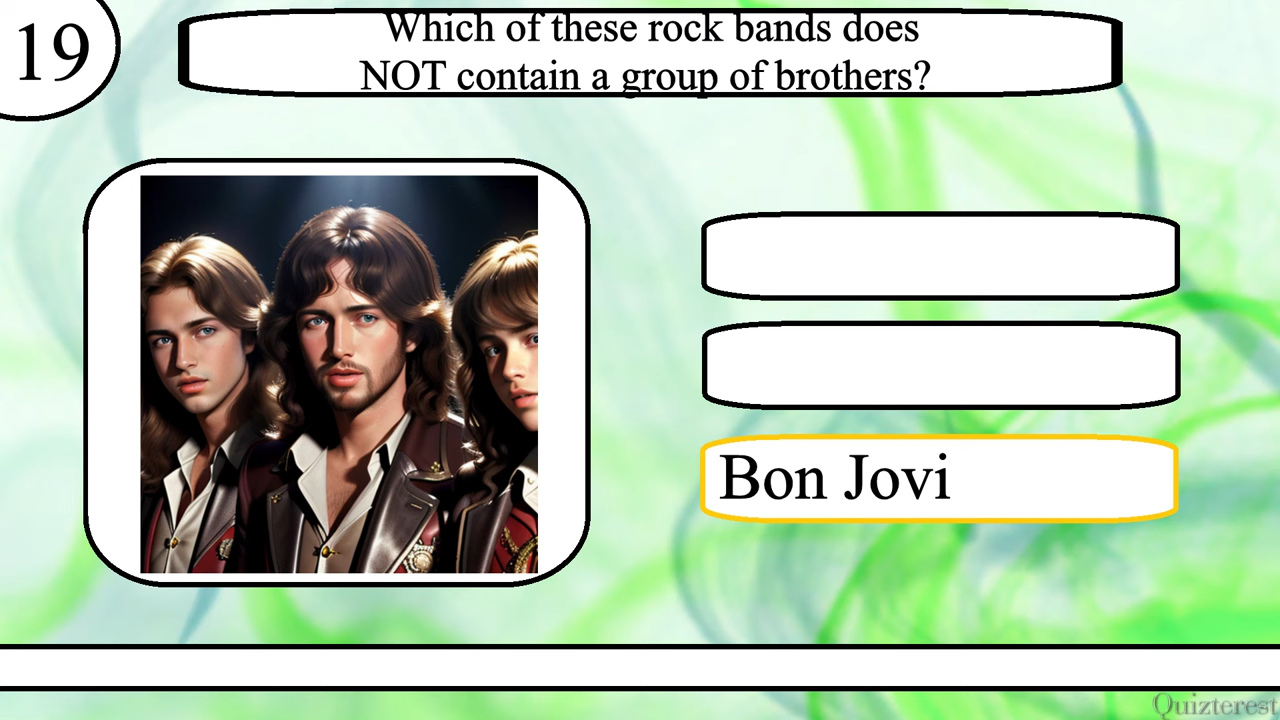 19
Which of these rock bands does
NOT contain a group of brothers?
Bon Jovi
Quizterest